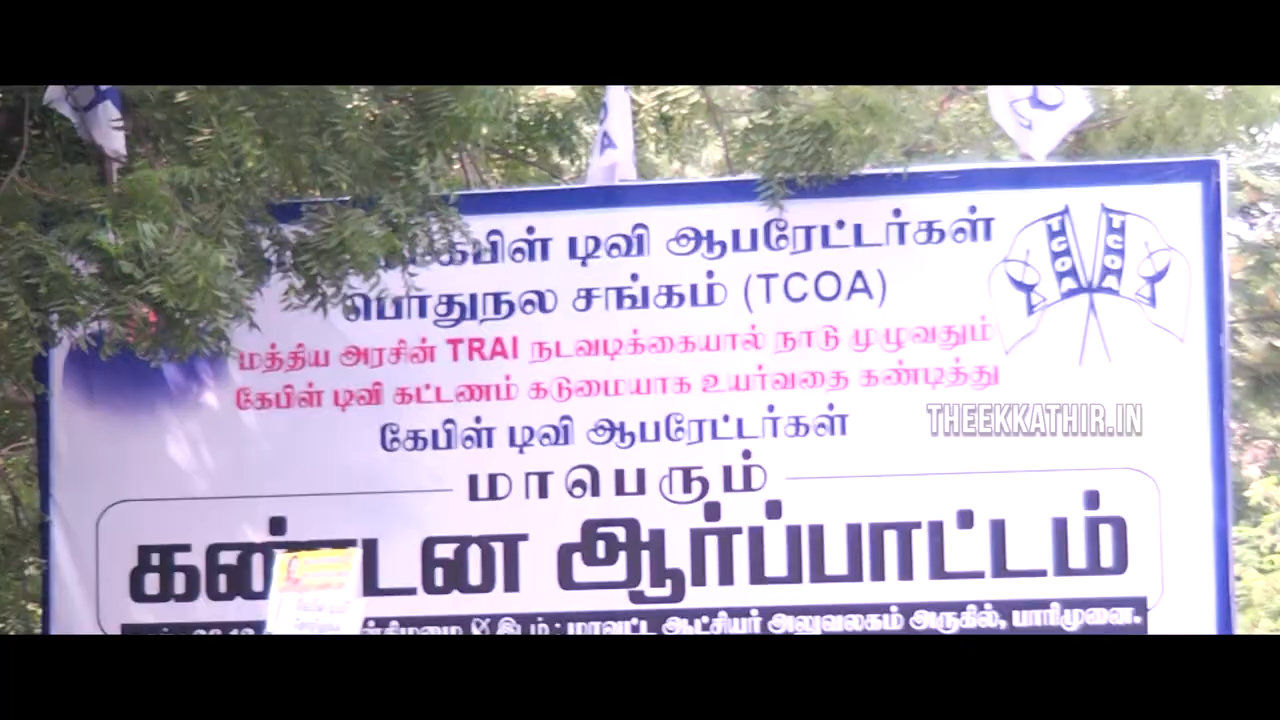 கேபிள் டிவி ஆபரேட்டர்கள்
பொதுநல சங்கம் (TCOA)
TCOA TCOA
மத்திய அரசின் TRAI நடவடிக்கையால் நாடு முழுவதும்
கேபிள் டிவி கட்டணம் கடுமையாக உயர்வதை கண்டித்து
THEEKKATHIR.IN
கேபிள் டிவி ஆபரேட்டர்கள்
மாபெரும்
கண்டன ஆர்ப்பாட்டம்
இடம் : மாவட்ட ஆட்சியர் அலுவலகம் அருகில், பாரிமுனை.